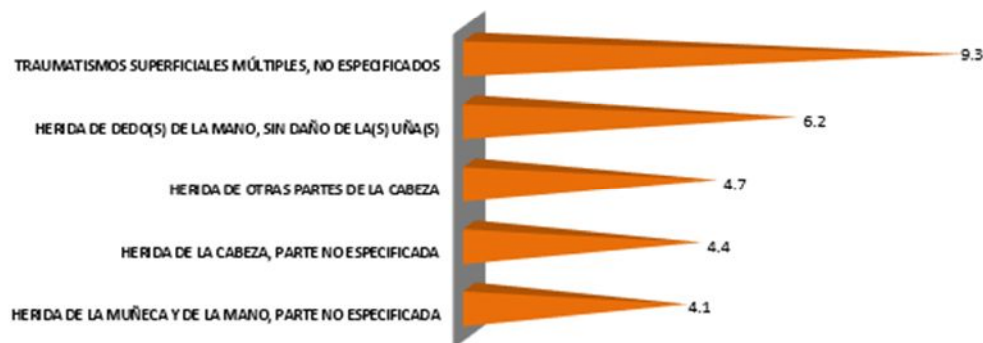 TRAUMATISMOS SUPERFICIALES MÚLTIPLES, NO ESPECIFICADOS 9.3
HERIDA DE DEDO(S) DE LA MANO, SIN DAÑO DE LA(S) UÑA(S) 6.2
HERIDA DE OTRAS PARTES DE LA CABEZA 4.7
HERIDA DE LA CABEZA, PARTE NO ESPECIFICADA 4.4
HERIDA DE LA MUÑECA Y DE LA MANO, PARTE NO ESPECIFICADA 4.1